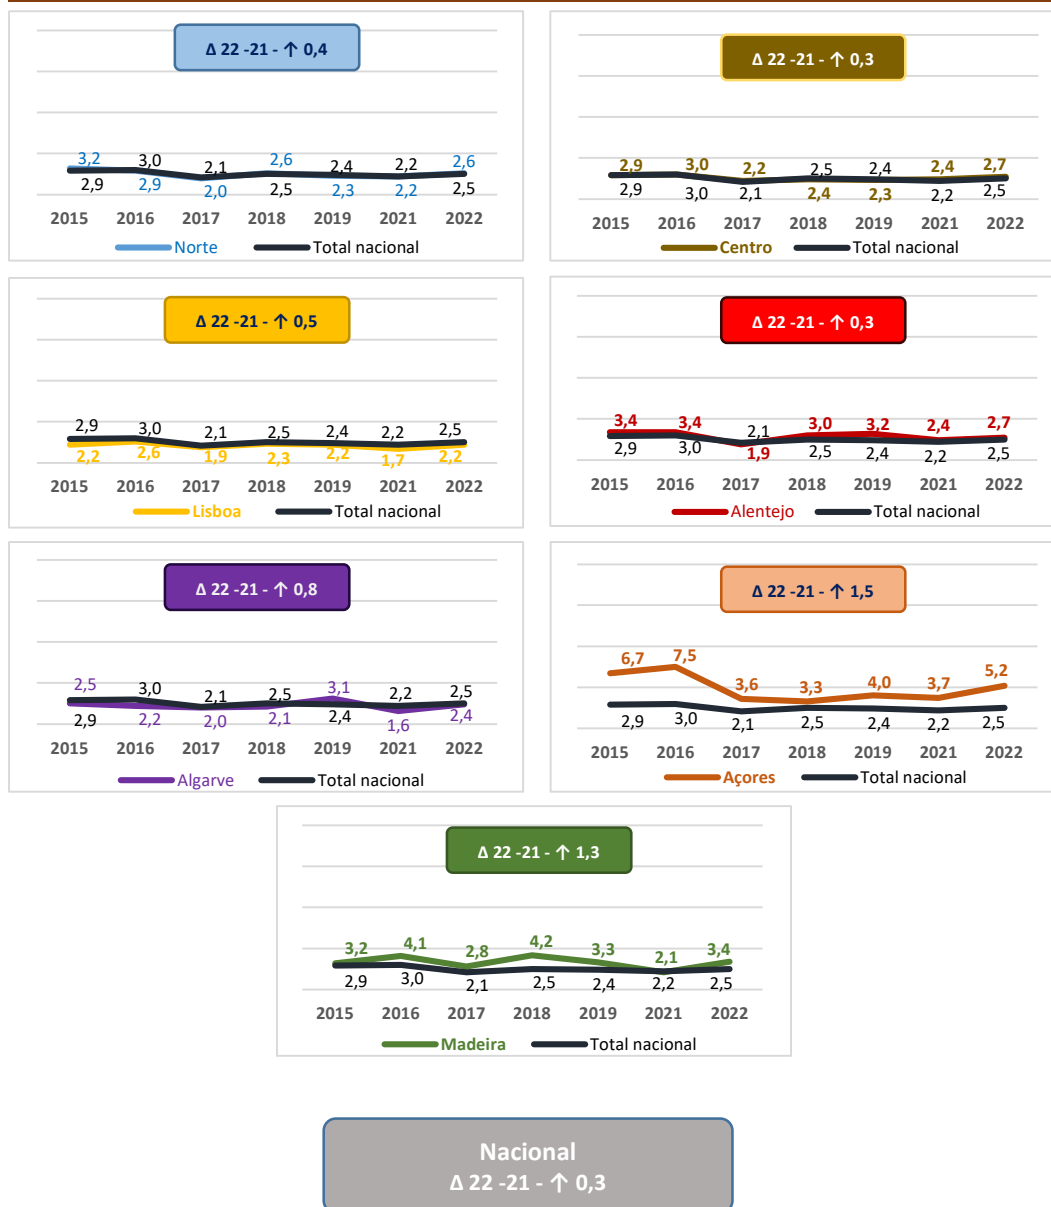 Δ 22 -21 - ↑ 0,4
3,2 3,0 2,1 2,6 2,4 2,2 2,6
2,9 2,9 2,0 2,5 2,3 2,2 2,5
2015 2016 2017 2018 2019 2021 2022
Norte Total nacional
Δ 22 -21 - ↑ 0,3
2,9 3,0 2,2 2,5 2,4 2,4 2,7
2,9 3,0 2,1 2,4 2,3 2,2 2,5
2015 2016 2017 2018 2019 2021 2022
Centro Total nacional
Δ 22 -21 - ↑ 0,5
2,9 3,0 2,1 2,5 2,4 2,2 2,5
2,2 2,6 1,9 2,3 2,2 1,7 2,2
2015 2016 2017 2018 2019 2021 2022
Lisboa Total nacional
Δ 22 -21 - ↑ 0,3
3,4 3,4 2,1 3,0 3,2 2,4 2,7
2,9 3,0 1,9 2,5 2,4 2,2 2,5
2015 2016 2017 2018 2019 2021 2022
Alentejo Total nacional
Δ 22 -21 - ↑ 0,8
2,5 3,0 2,1 2,5 3,1 2,2 2,5
2,9 2,2 2,0 2,1 2,4 1,6 2,4
2015 2016 2017 2018 2019 2021 2022
Algarve Total nacional
Δ 22 -21 - ↑ 1,5
6,7 7,5 3,6 3,3 4,0 3,7 5,2
2,9 3,0 2,1 2,5 2,4 2,2 2,5
2015 2016 2017 2018 2019 2021 2022
Açores Total nacional
Δ 22 -21 - ↑ 1,3
3,2 4,1 2,8 4,2 3,3 2,1 3,4
2,9 3,0 2,1 2,5 2,4 2,2 2,5
2015 2016 2017 2018 2019 2021 2022
Madeira Total nacional
Nacional
Δ 22 -21 - ↑ 0,3